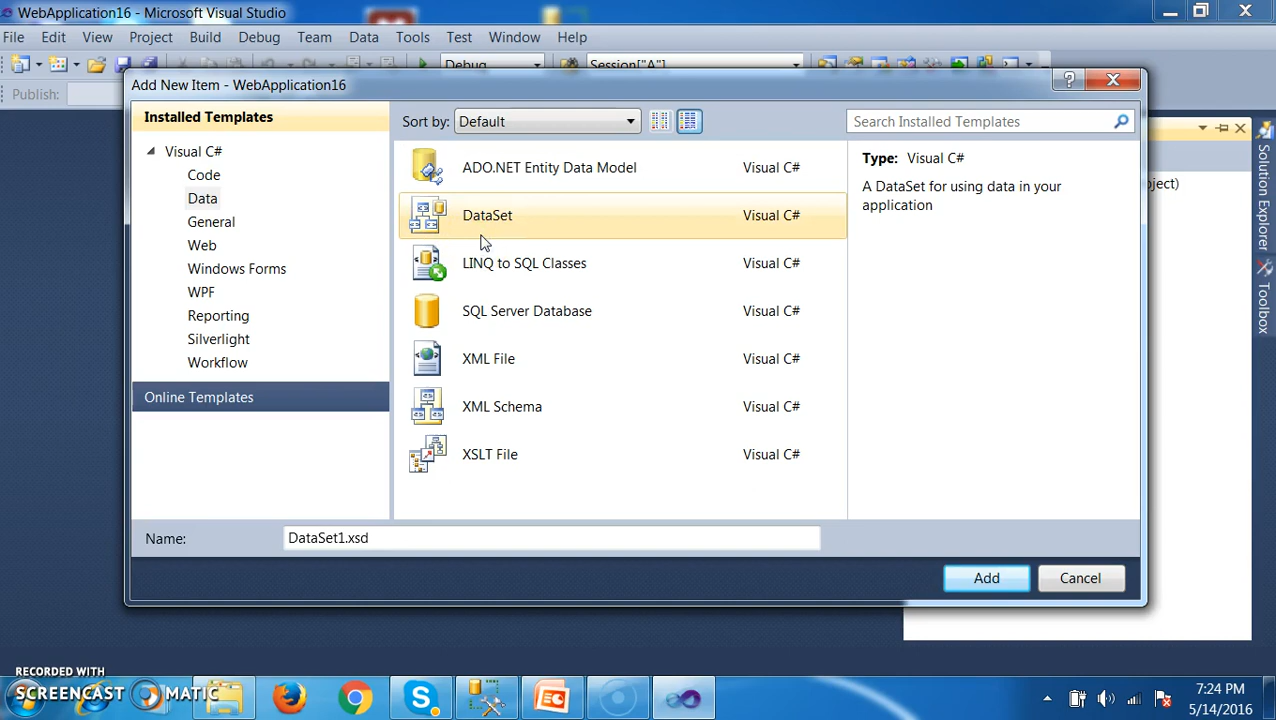 WebApplication16 - Microsoft Visual Studio
File Edit View Project Build Debug Team Data Tools Test Window Help
Debug Session["A"]
Publish:
Add New Item - WebApplication16
Installed Templates
Sort by: Default
Search Installed Templates
Visual C#
Code
Data
General
Web
Windows Forms
WPF
Reporting
Silverlight
Workflow
Online Templates
ADO.NET Entity Data Model Visual C#
DataSet Visual C#
LINQ to SQL Classes Visual C#
SQL Server Database Visual C#
XML File Visual C#
XML Schema Visual C#
XSLT File Visual C#
Type: Visual C#
A DataSet for using data in your
application
Name: DataSet1.xsd
Add Cancel
Solution Explorer
Toolbox
RECORDED WITH
SCREENCAST MATIC
7:24 PM
5/14/2016